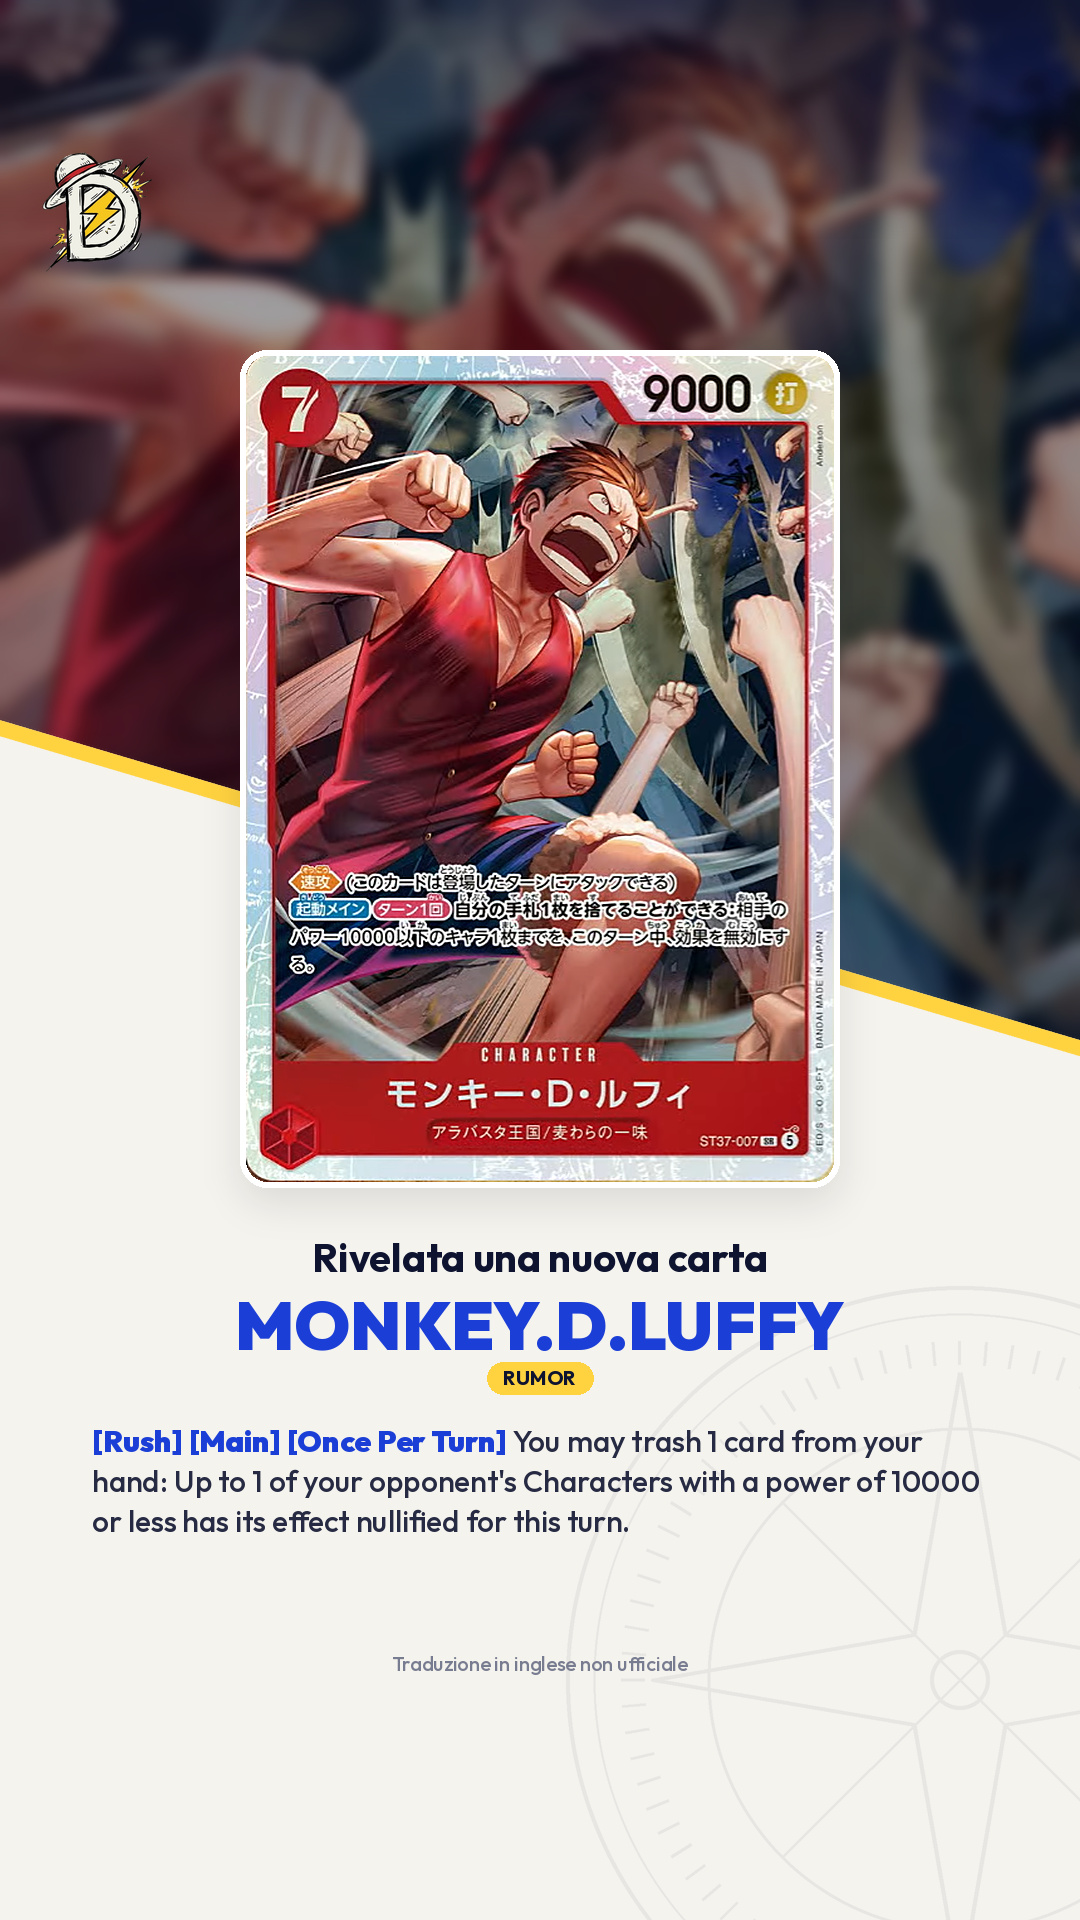 7
9000
打
Anderson
速攻 (このカードは登場したターンにアタックできる)
起動メイン ターン1回 自分の手札1枚を捨てることができる：相手の
パワー10000以下のキャラ1枚までを、このターン中、効果を無効にす
る。
BANDAI MADE IN JAPAN
CHARACTER
モンキー・D・ルフィ
アラバスタ王国/麦わらの一味
ST37-007 SR 5
Rivelata una nuova carta
MONKEY.D.LUFFY
RUMOR
[Rush] [Main] [Once Per Turn] You may trash 1 card from your
hand: Up to 1 of your opponent's Characters with a power of 10000
or less has its effect nullified for this turn.
Traduzione in inglese non ufficiale
D